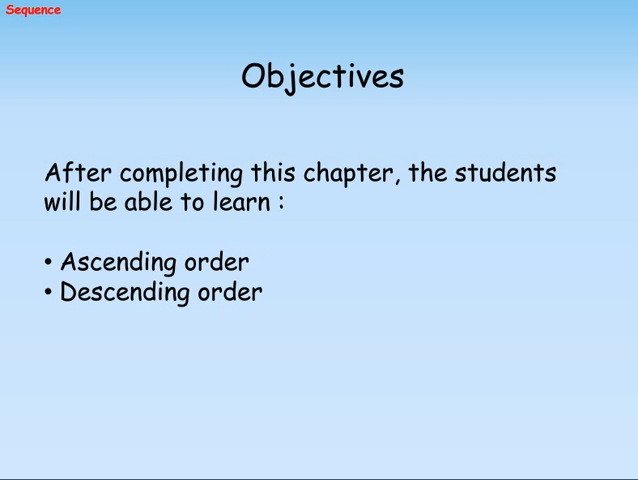 Sequence
Objectives
After completing this chapter, the students
will be able to learn :
• Ascending order
• Descending order